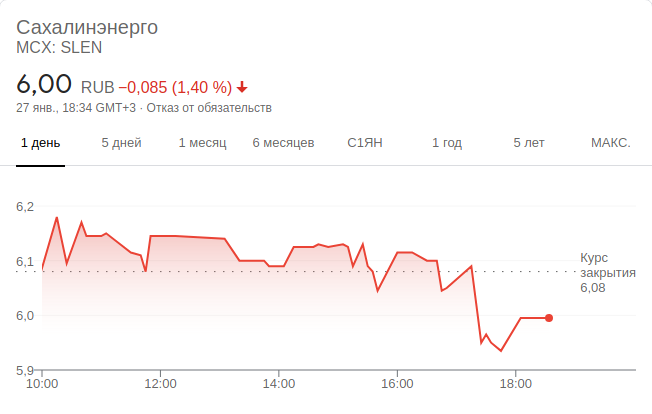 Сахалинэнерго
MCX: SLEN
6,00 RUB −0,085 (1,40 %)
27 янв., 18:34 GMT+3 · Отказ от обязательств
1 день 5 дней 1 месяц 6 месяцев С1ЯН 1 год 5 лет МАКС.
6,2
6,1
Курс
закрытия
6,08
6,0
5,9
10:00 12:00 14:00 16:00 18:00